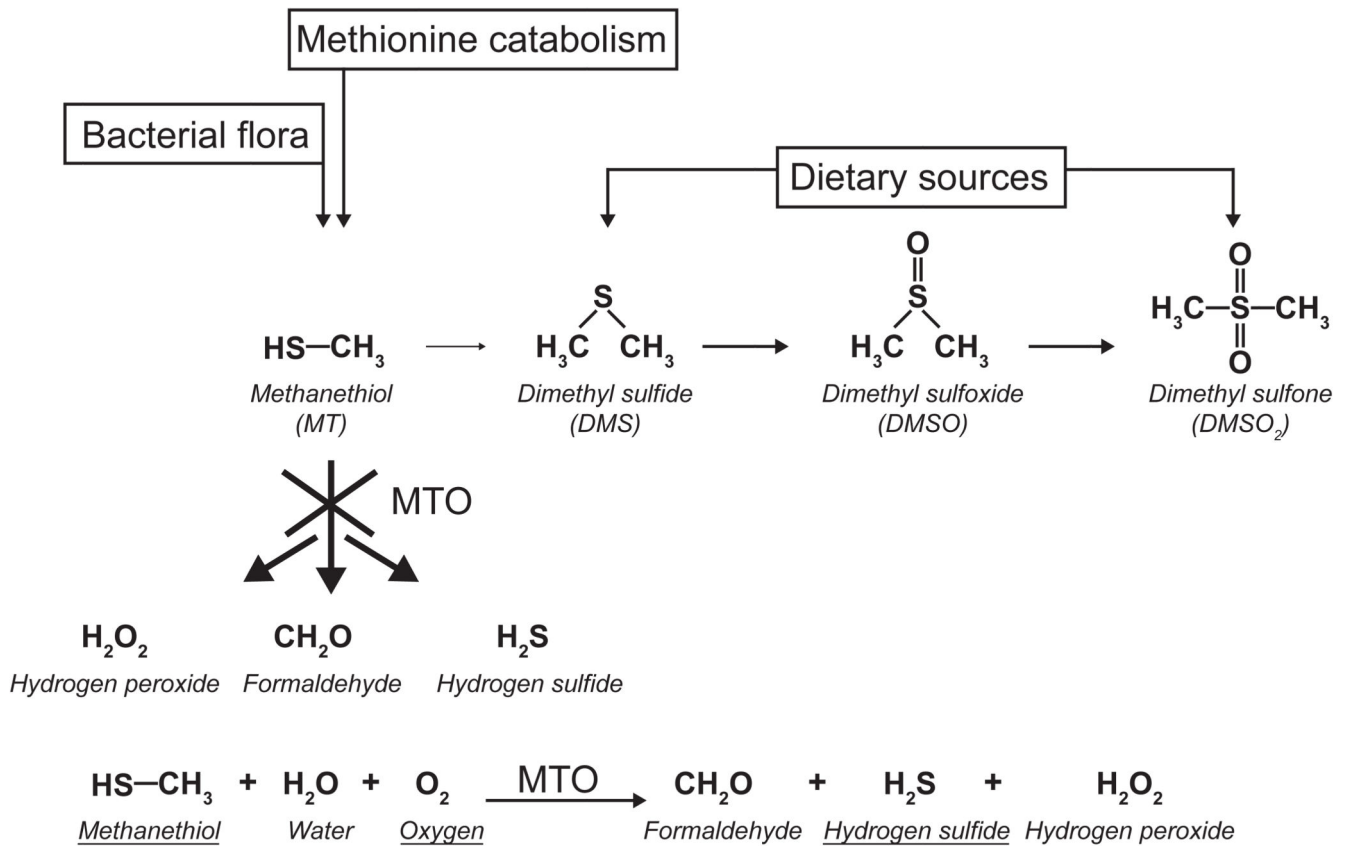 Methionine catabolism
Bacterial flora
Dietary sources
O
O
S
S
H₃C–S–CH₃
HS–CH₃
H₃C CH₃
H₃C CH₃
O
Methanethiol
(MT)
Dimethyl sulfide
(DMS)
Dimethyl sulfoxide
(DMSO)
Dimethyl sulfone
(DMSO₂)
MTO
H₂O₂
CH₂O
H₂S
Hydrogen peroxide
Formaldehyde
Hydrogen sulfide
HS–CH₃ + H₂O + O₂ MTO CH₂O + H₂S + H₂O₂
Methanethiol Water Oxygen Formaldehyde Hydrogen sulfide Hydrogen peroxide